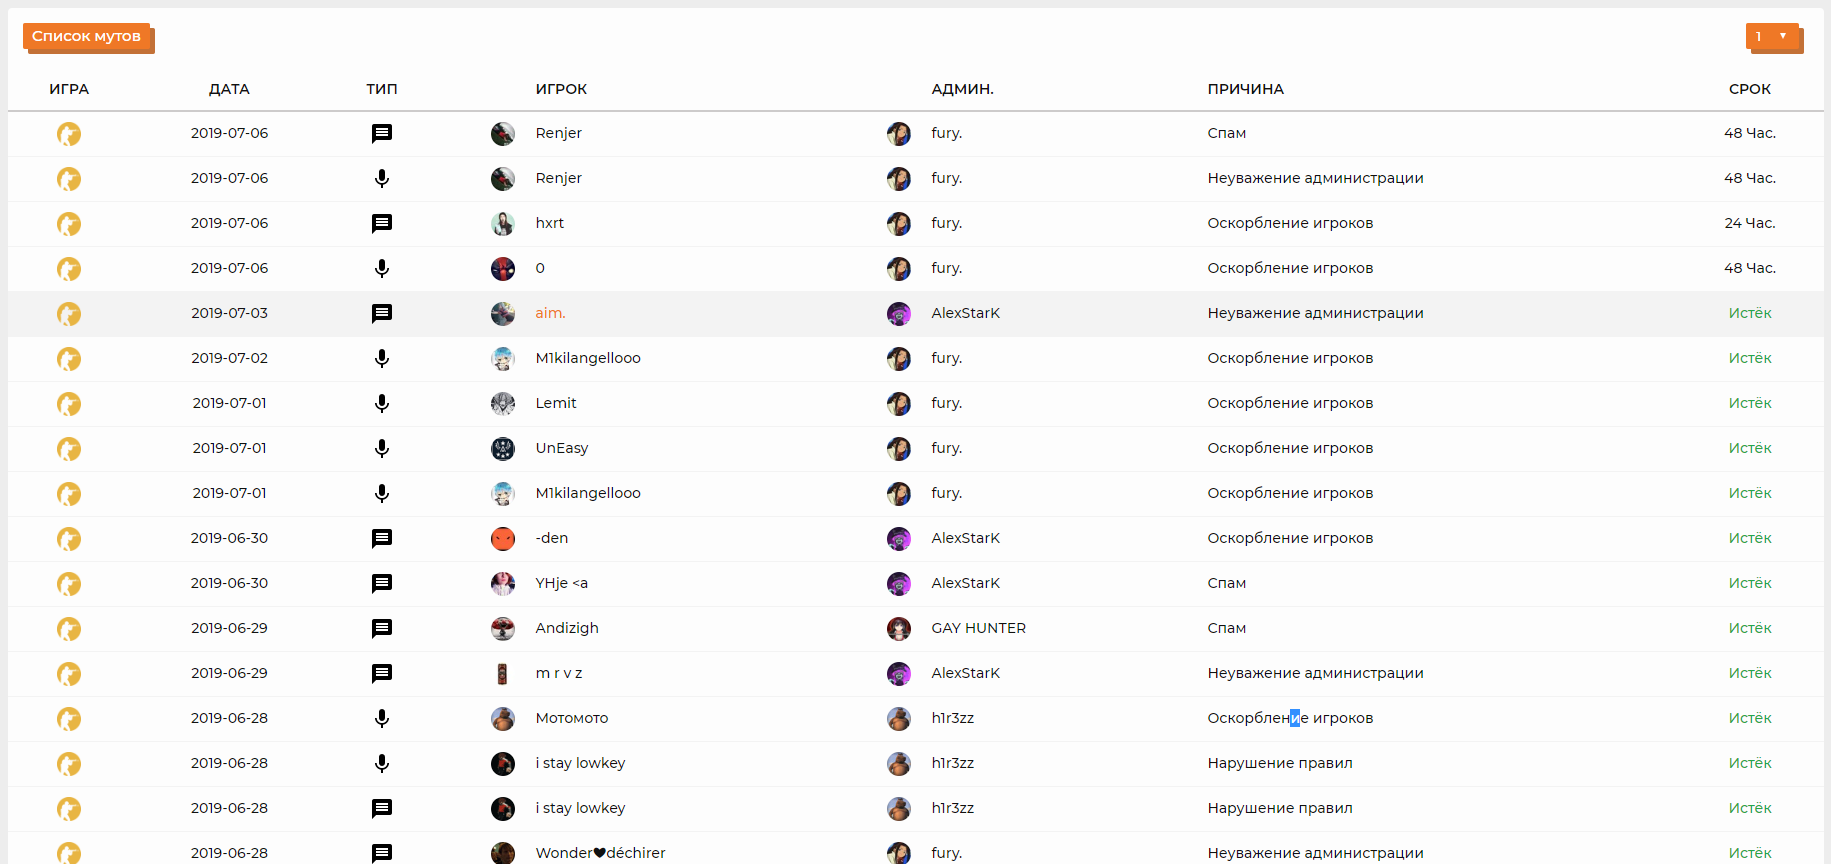 Список мутов
1
ИГРА ДАТА ТИП ИГРОК АДМИН. ПРИЧИНА СРОК
2019-07-06 Renjer fury. Спам 48 Час.
2019-07-06 Renjer fury. Неуважение администрации 48 Час.
2019-07-06 hxrt fury. Оскорбление игроков 24 Час.
2019-07-06 0 fury. Оскорбление игроков 48 Час.
2019-07-03 aim. AlexStarK Неуважение администрации Истёк
2019-07-02 M1kilangellooo fury. Оскорбление игроков Истёк
2019-07-01 Lemit fury. Оскорбление игроков Истёк
2019-07-01 UnEasy fury. Оскорбление игроков Истёк
2019-07-01 M1kilangellooo fury. Оскорбление игроков Истёк
2019-06-30 -den AlexStarK Оскорбление игроков Истёк
2019-06-30 YHje <a AlexStarK Спам Истёк
2019-06-29 Andizigh GAY HUNTER Спам Истёк
2019-06-29 m r v z AlexStarK Неуважение администрации Истёк
2019-06-28 Мотомото h1r3zz Оскорбление игроков Истёк
2019-06-28 i stay lowkey h1r3zz Нарушение правил Истёк
2019-06-28 i stay lowkey h1r3zz Нарушение правил Истёк
2019-06-28 Wonder❤déchirer fury. Неуважение администрации Истёк